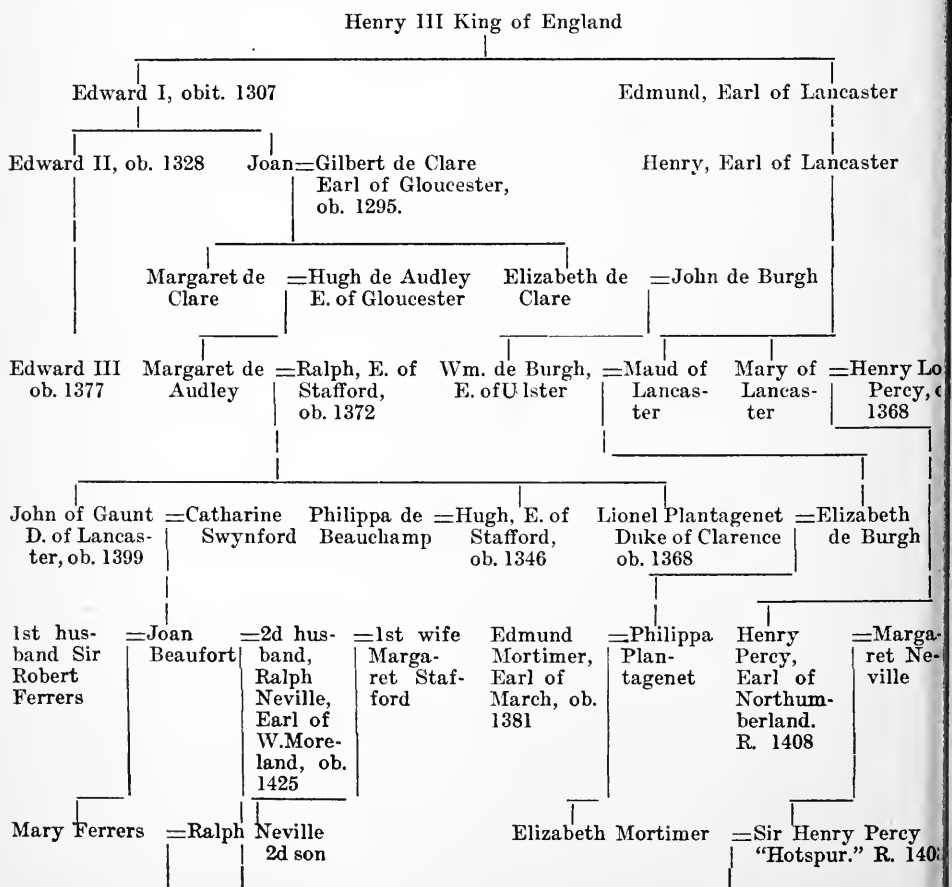 Henry III King of England
Edward I, obit. 1307
Edmund, Earl of Lancaster
Edward II, ob. 1328
Joan=Gilbert de Clare
Earl of Gloucester,
ob. 1295.
Henry, Earl of Lancaster
Margaret de
Clare
=Hugh de Audley
E. of Gloucester
Elizabeth de
Clare
=John de Burgh
Edward III
ob. 1377
Margaret de
Audley
=Ralph, E. of
Stafford,
ob. 1372
Wm. de Burgh,
E. of Ulster
=Maud of
Lancas-
ter
Mary of
Lancas-
ter
=Henry Lo
Percy,
1368
John of Gaunt
D. of Lancas-
ter, ob. 1399
=Catharine
Swynford
Philippa de
Beauchamp
=Hugh, E. of
Stafford,
ob. 1346
Lionel Plantagenet
Duke of Clarence
ob. 1368
=Elizabeth
de Burgh
1st hus-
band Sir
Robert
Ferrers
=Joan
Beaufort
=2d hus-
band,
Ralph
Neville,
Earl of
W.More-
land, ob.
1425
=1st wife
Marga-
ret Staf-
ford
Edmund
Mortimer,
Earl of
March, ob.
1381
=Philippa
Plan-
tagenet
Henry
Percy,
Earl of
Northum-
berland.
R. 1408
=Marga-
ret Ne-
ville
Mary Ferrers
=Ralph Neville
2d son
Elizabeth Mortimer
=Sir Henry Percy
"Hotspur." R. 140